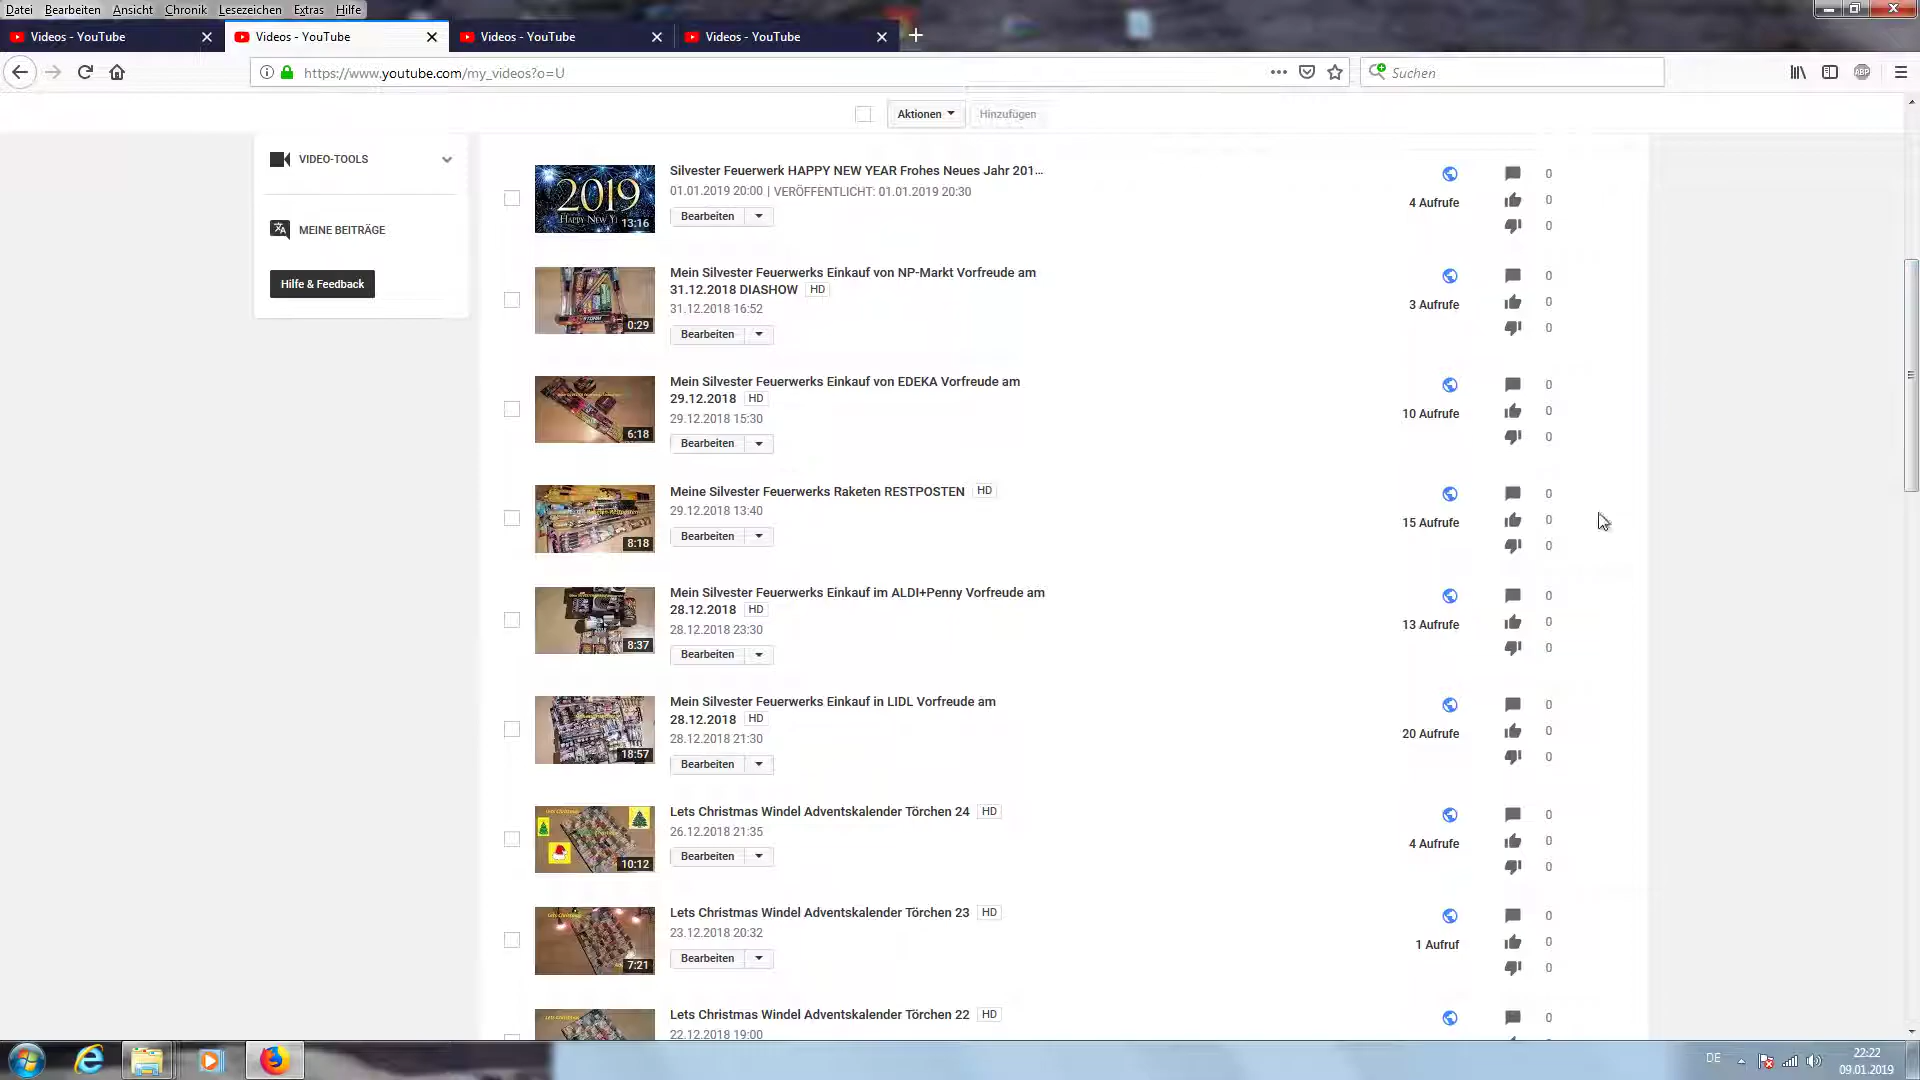 Datei Bearbeiten Ansicht Chronik Lesezeichen Extras Hilfe
Videos - YouTube Videos - YouTube Videos - YouTube Videos - YouTube
https://www.youtube.com/my_videos?o=U
Suchen
ABP
Aktionen Hinzufügen
VIDEO-TOOLS
MEINE BEITRÄGE
Hilfe & Feedback
2019
13:16
Silvester Feuerwerk HAPPY NEW YEAR Frohes Neues Jahr 201...
01.01.2019 20:00 | VERÖFFENTLICHT: 01.01.2019 20:30
Bearbeiten
4 Aufrufe
0
0
0
0:29
Mein Silvester Feuerwerks Einkauf von NP-Markt Vorfreude am
31.12.2018 DIASHOW HD
31.12.2018 16:52
Bearbeiten
3 Aufrufe
0
0
0
6:18
Mein Silvester Feuerwerks Einkauf von EDEKA Vorfreude am
29.12.2018 HD
29.12.2018 15:30
Bearbeiten
10 Aufrufe
0
0
0
8:18
Meine Silvester Feuerwerks Raketen RESTPOSTEN HD
29.12.2018 13:40
Bearbeiten
15 Aufrufe
0
0
0
8:37
Mein Silvester Feuerwerks Einkauf im ALDI+Penny Vorfreude am
28.12.2018 HD
28.12.2018 23:30
Bearbeiten
13 Aufrufe
0
0
0
18:57
Mein Silvester Feuerwerks Einkauf in LIDL Vorfreude am
28.12.2018 HD
28.12.2018 21:30
Bearbeiten
20 Aufrufe
0
0
0
10:12
Lets Christmas Windel Adventskalender Törchen 24 HD
26.12.2018 21:35
Bearbeiten
4 Aufrufe
0
0
0
7:21
Lets Christmas Windel Adventskalender Törchen 23 HD
23.12.2018 20:32
Bearbeiten
1 Aufruf
0
0
0
Lets Christmas Windel Adventskalender Törchen 22 HD
22.12.2018 19:00
0
DE
22:22
09.01.2019